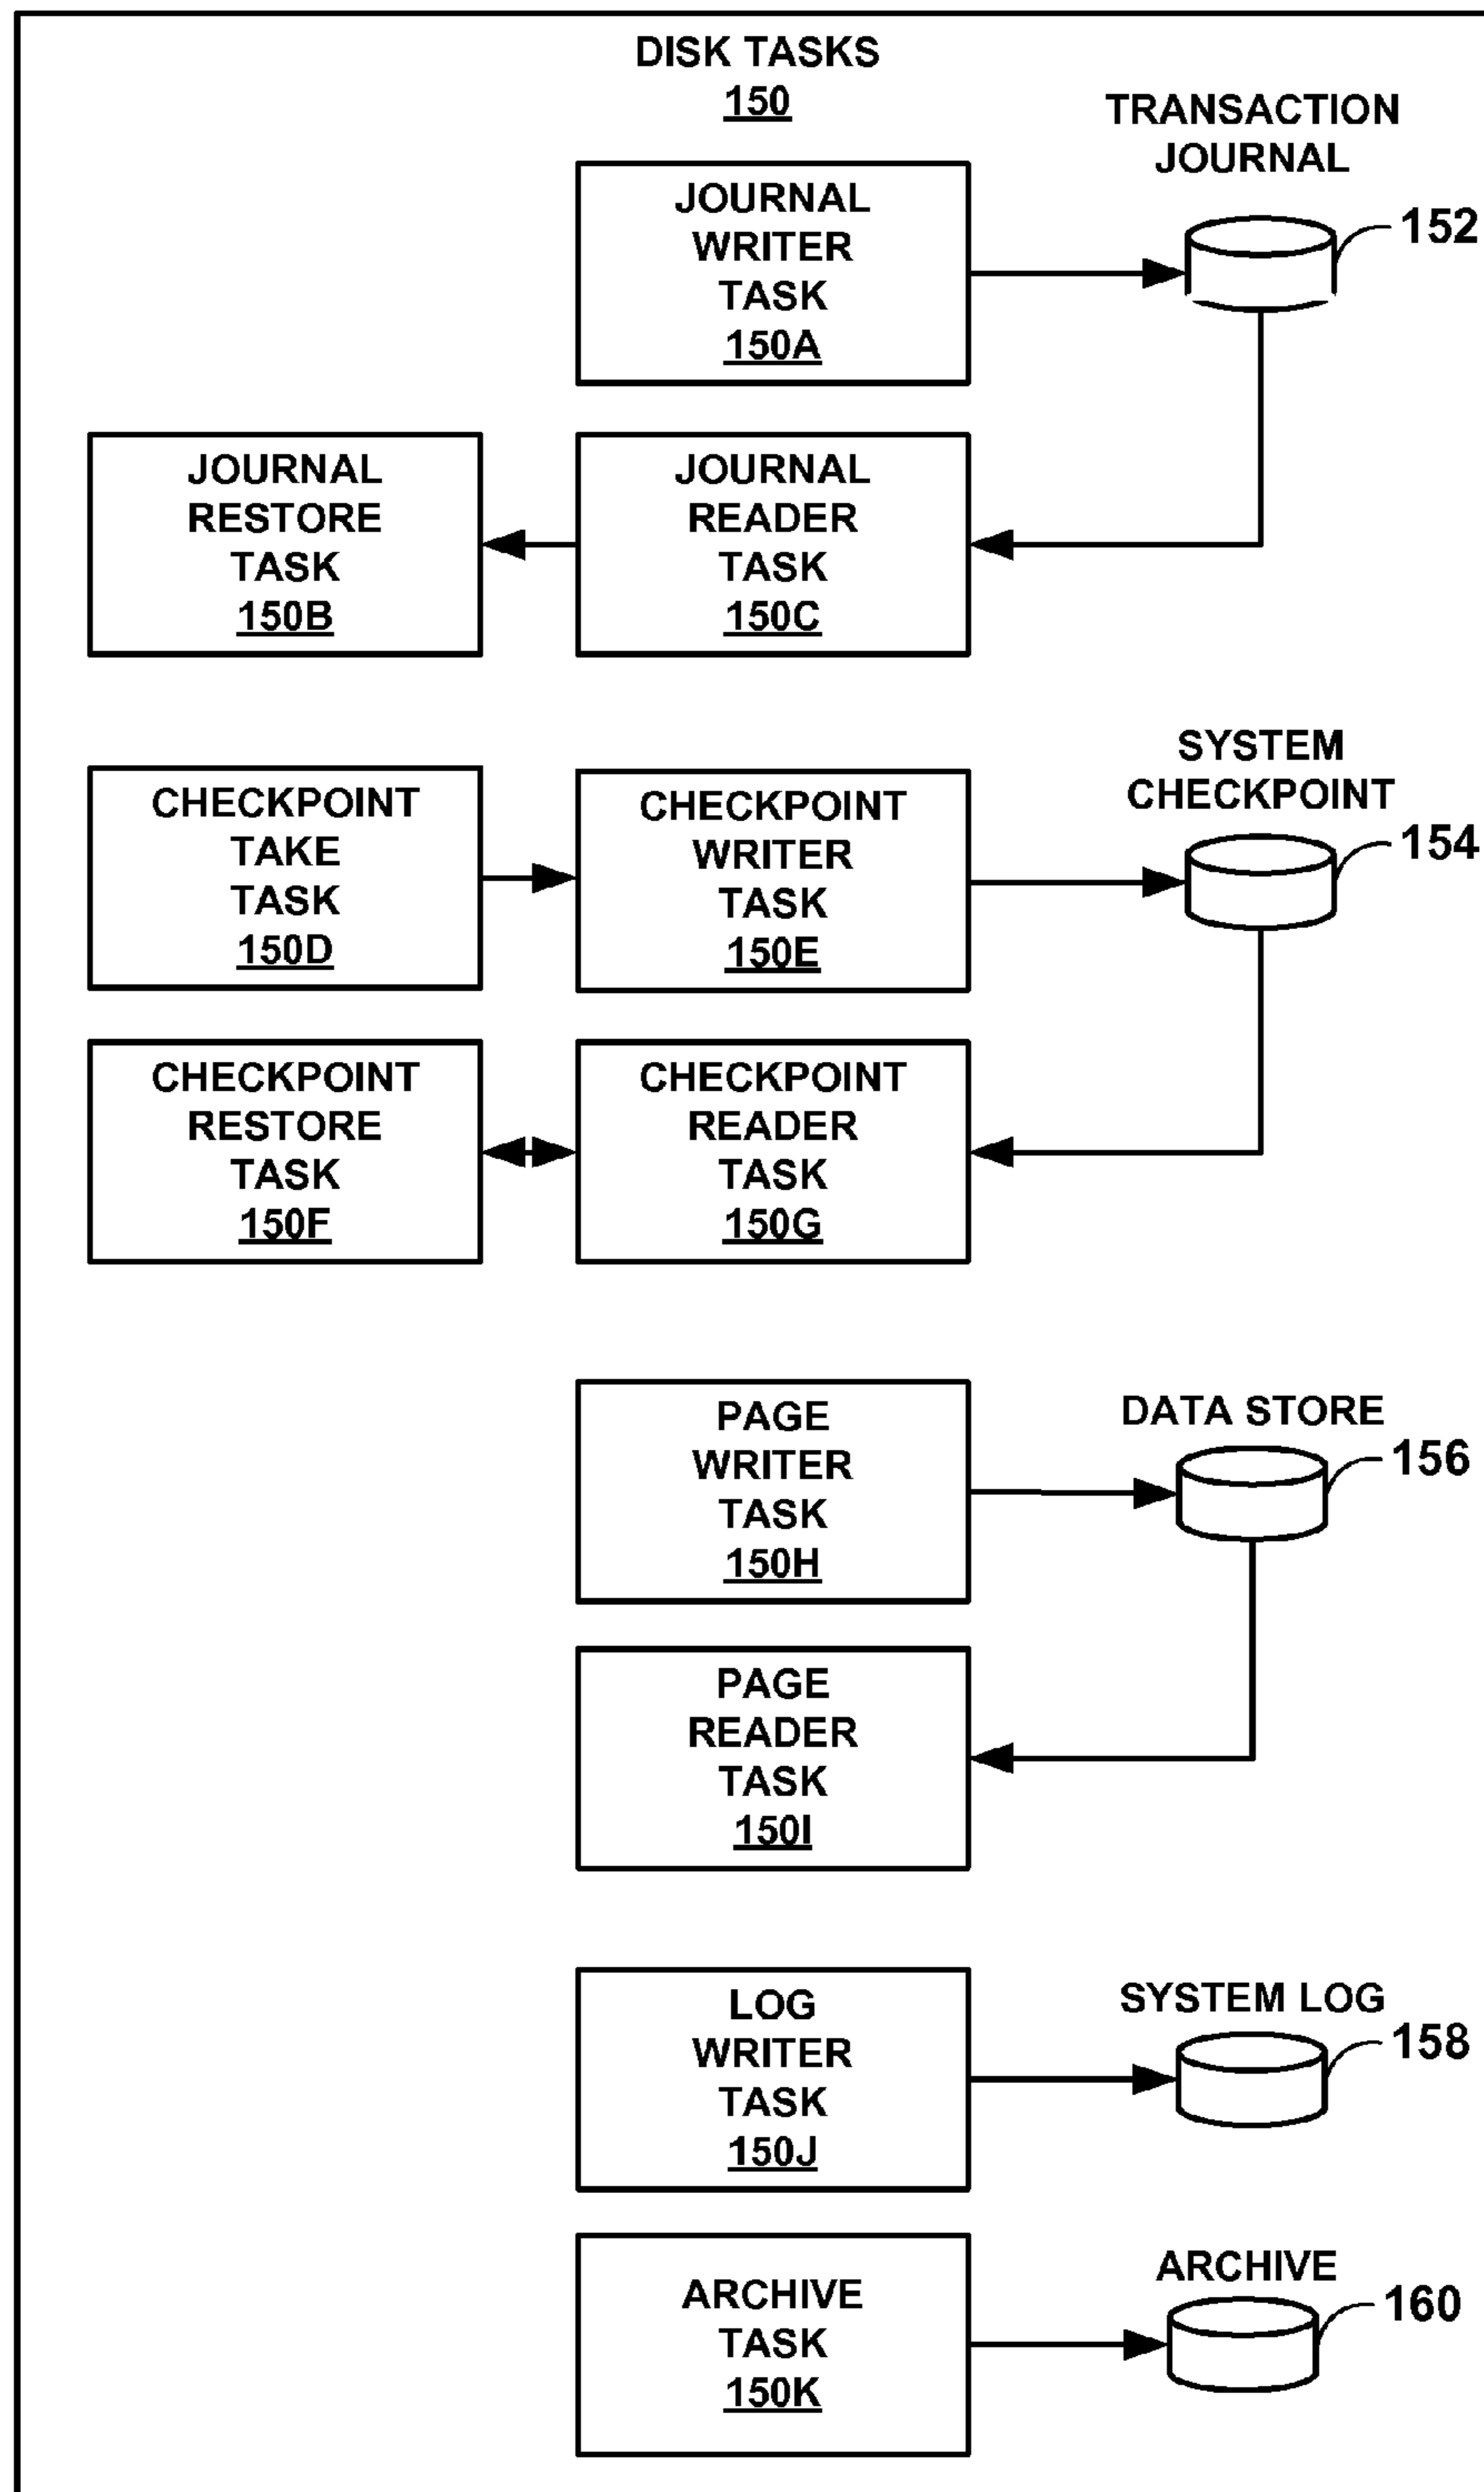 DISK TASKS
150
TRANSACTION
JOURNAL
152
JOURNAL
WRITER
TASK
150A
JOURNAL
RESTORE
TASK
150B
JOURNAL
READER
TASK
150C
SYSTEM
CHECKPOINT
154
CHECKPOINT
TAKE
TASK
150D
CHECKPOINT
WRITER
TASK
150E
CHECKPOINT
RESTORE
TASK
150F
CHECKPOINT
READER
TASK
150G
PAGE
WRITER
TASK
150H
DATA STORE
156
PAGE
READER
TASK
150I
LOG
WRITER
TASK
150J
SYSTEM LOG
158
ARCHIVE
TASK
150K
ARCHIVE
160